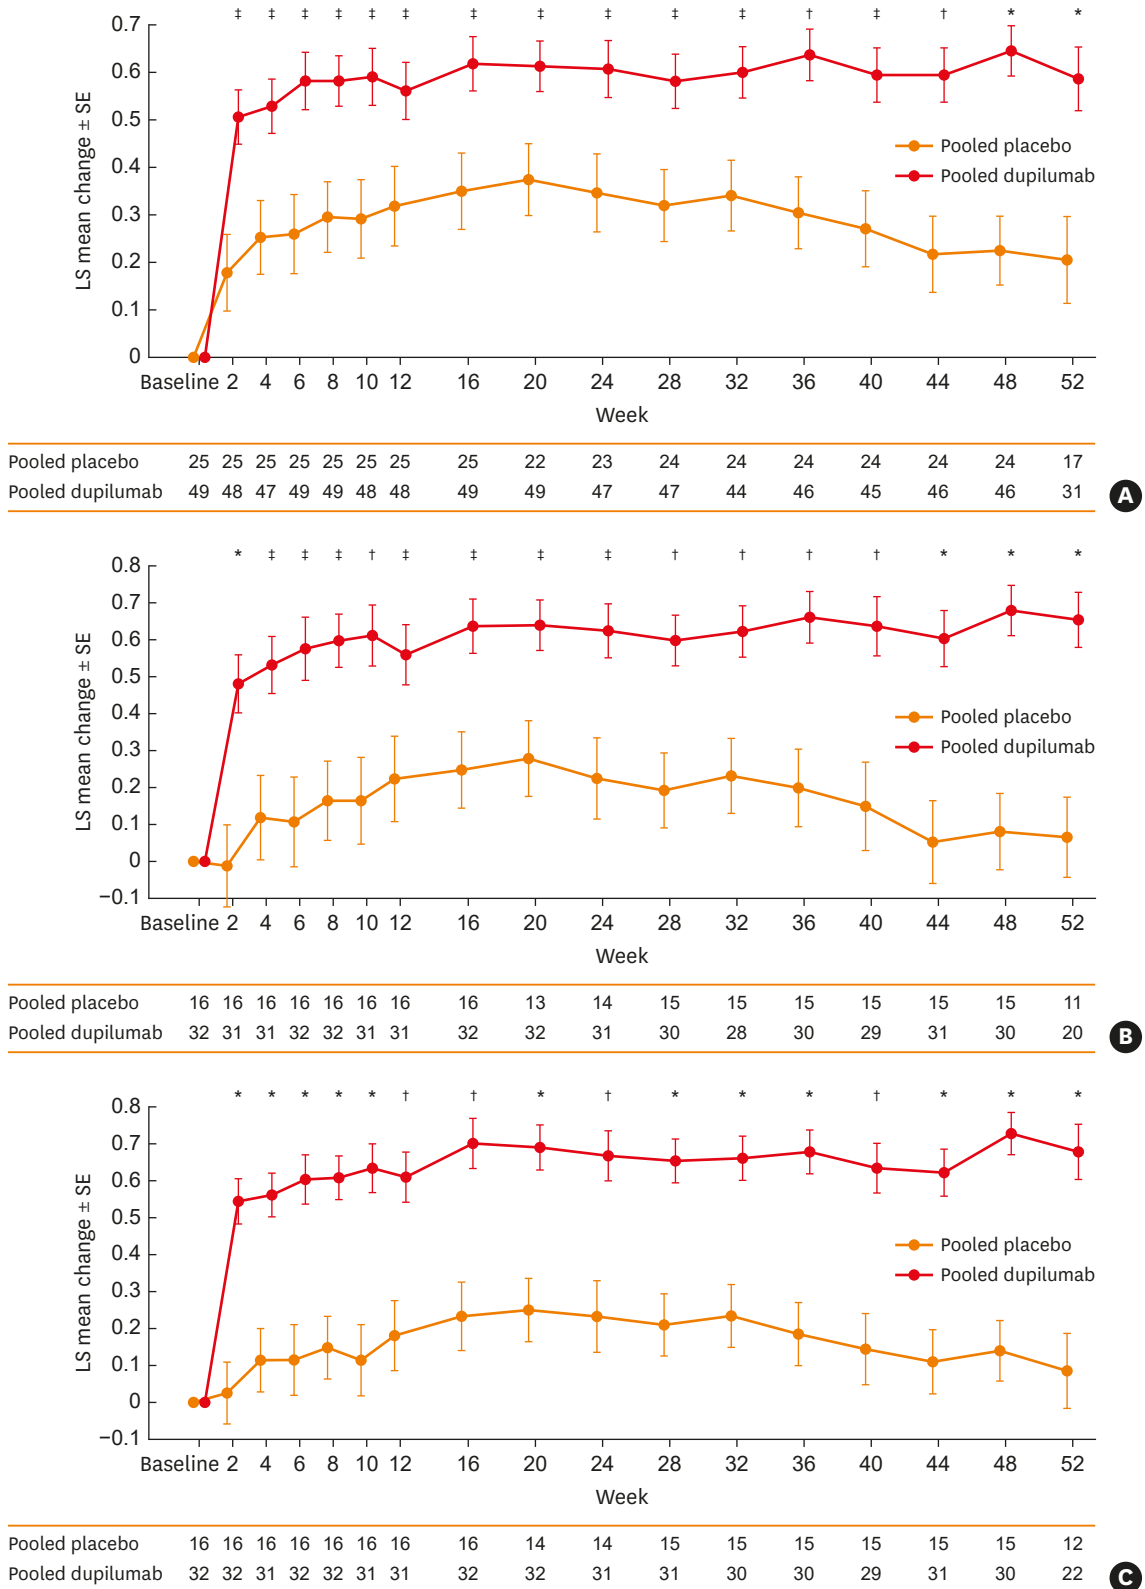 ‡ ‡ ‡ ‡ ‡ ‡ ‡ ‡ ‡ ‡ ‡ † ‡ † * *
0.7
0.6
0.5
0.4
0.3
0.2
0.1
0
LS mean change ± SE
Pooled placebo
Pooled dupilumab
Baseline 2 4 6 8 10 12 16 20 24 28 32 36 40 44 48 52
Week
Pooled placebo 25 25 25 25 25 25 25 25 22 23 24 24 24 24 24 24 17
Pooled dupilumab 49 48 47 49 49 48 48 49 49 47 47 44 46 45 46 46 31
A
* ‡ ‡ ‡ † ‡ ‡ ‡ ‡ † † † † * * *
0.8
0.7
0.6
0.5
0.4
0.3
0.2
0.1
0
−0.1
LS mean change ± SE
Pooled placebo
Pooled dupilumab
Baseline 2 4 6 8 10 12 16 20 24 28 32 36 40 44 48 52
Week
Pooled placebo 16 16 16 16 16 16 16 16 13 14 15 15 15 15 15 15 11
Pooled dupilumab 32 31 31 32 32 31 31 32 32 31 30 28 30 29 31 30 20
B
* * * * * † † * † * * * † * * *
0.8
0.7
0.6
0.5
0.4
0.3
0.2
0.1
0
−0.1
LS mean change ± SE
Pooled placebo
Pooled dupilumab
Baseline 2 4 6 8 10 12 16 20 24 28 32 36 40 44 48 52
Week
Pooled placebo 16 16 16 16 16 16 16 16 14 14 15 15 15 15 15 15 12
Pooled dupilumab 32 32 31 32 32 31 31 32 32 31 31 30 30 29 31 30 22
C